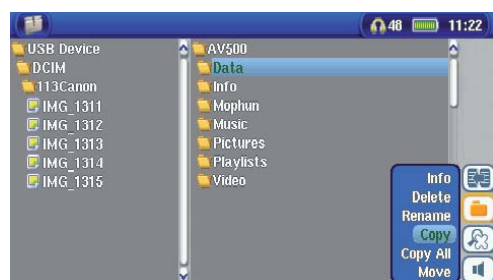 48 11:22
USB Device
DCIM
113Canon
IMG_1311
IMG_1312
IMG_1313
IMG_1314
IMG_1315
AV500
Data
Info
Mophun
Music
Pictures
Playlists
Video
Info
Delete
Rename
Copy
Copy All
Move